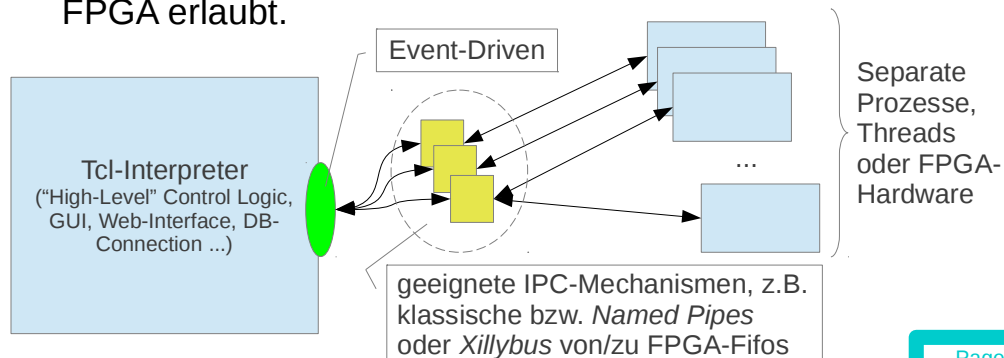 FPGA erlaubt.
Event-Driven
Separate
Prozesse,
Threads
oder FPGA-
Hardware
Tcl-Interpreter
(“High-Level” Control Logic,
GUI, Web-Interface, DB-
Connection ...)
...
geeignete IPC-Mechanismen, z.B.
klassische bzw. Named Pipes
oder Xillybus von/zu FPGA-Fifos
Page